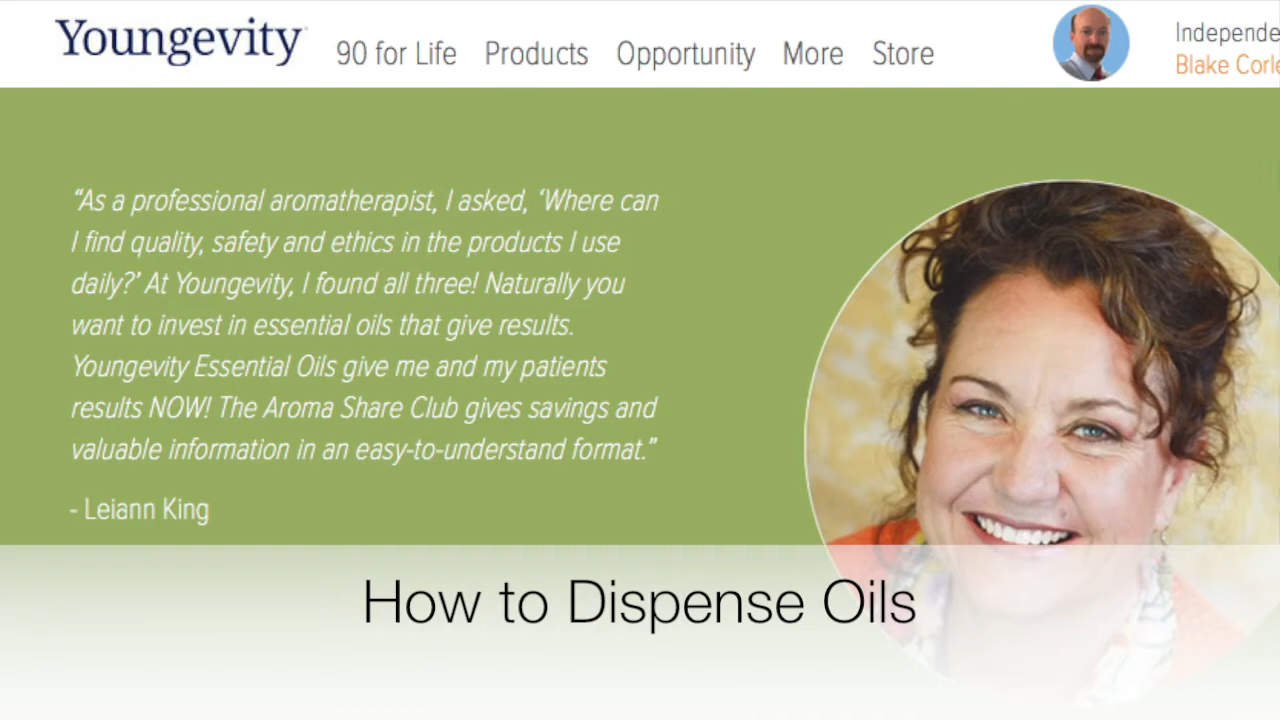 Youngevity
90 for Life Products Opportunity More Store
Independe
Blake Corle
“As a professional aromatherapist, I asked, ‘Where can
I find quality, safety and ethics in the products I use
daily?’ At Youngevity, I found all three! Naturally you
want to invest in essential oils that give results.
Youngevity Essential Oils give me and my patients
results NOW! The Aroma Share Club gives savings and
valuable information in an easy-to-understand format.”
- Leiann King
How to Dispense Oils